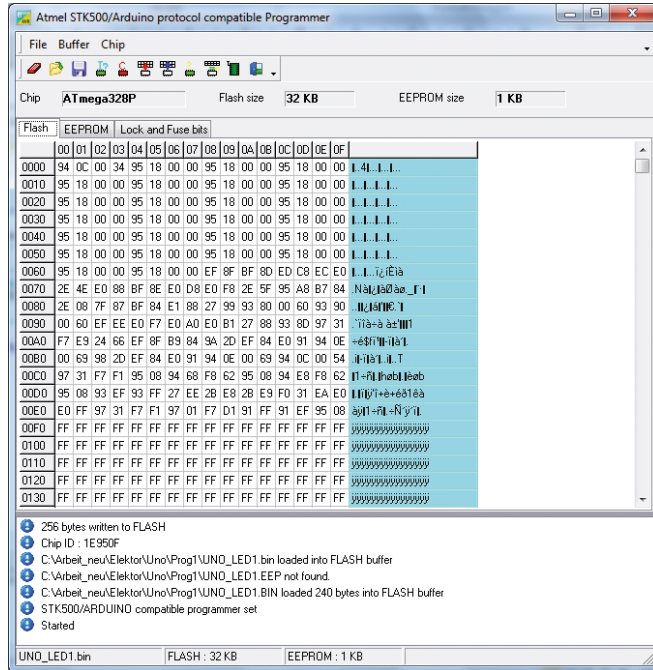 Atmel STK500/Arduino protocol compatible Programmer
File Buffer Chip
Chip ATmega328P Flash size 32 KB EEPROM size 1 KB
Flash EEPROM Lock and Fuse bits
00 01 02 03 04 05 06 07 08 09 0A 0B 0C 0D 0E 0F
0000 94 0C 00 34 95 18 00 00 95 18 00 00 95 18 00 00
0010 95 18 00 00 95 18 00 00 95 18 00 00 95 18 00 00
0020 95 18 00 00 95 18 00 00 95 18 00 00 95 18 00 00
0030 95 18 00 00 95 18 00 00 95 18 00 00 95 18 00 00
0040 95 18 00 00 95 18 00 00 95 18 00 00 95 18 00 00
0050 95 18 00 00 95 18 00 00 95 18 00 00 95 18 00 00
0060 95 18 00 00 95 18 00 00 EF 8F BF 8D ED C8 EC E0
0070 2E 4E E0 88 BF 8E E0 D8 E0 F8 2E 5F 95 A8 B7 84
0080 2E 08 7F 87 BF 84 E1 88 27 99 93 80 00 60 93 90
0090 00 60 EF EE E0 F7 E0 A0 E0 B1 27 88 93 8D 97 31
00A0 F7 E9 24 66 EF 8F B9 84 9A 2D EF 84 E0 91 94 0E
00B0 00 69 98 2D EF 84 E0 91 94 0E 00 69 94 0C 00 54
00C0 97 31 F7 F1 95 08 94 68 F8 62 95 08 94 E8 F8 62
00D0 95 08 93 EF 93 FF 27 EE 2B E8 2B E9 F0 31 EA E0
00E0 E0 FF 97 31 F7 F1 97 01 F7 D1 91 FF 91 EF 95 08
00F0 FF FF FF FF FF FF FF FF FF FF FF FF FF FF FF FF ÿÿÿÿÿÿÿÿÿÿÿÿÿÿÿÿ
0100 FF FF FF FF FF FF FF FF FF FF FF FF FF FF FF FF ÿÿÿÿÿÿÿÿÿÿÿÿÿÿÿÿ
0110 FF FF FF FF FF FF FF FF FF FF FF FF FF FF FF FF ÿÿÿÿÿÿÿÿÿÿÿÿÿÿÿÿ
0120 FF FF FF FF FF FF FF FF FF FF FF FF FF FF FF FF ÿÿÿÿÿÿÿÿÿÿÿÿÿÿÿÿ
0130 FF FF FF FF FF FF FF FF FF FF FF FF FF FF FF FF ÿÿÿÿÿÿÿÿÿÿÿÿÿÿÿÿ
256 bytes written to FLASH
Chip ID : 1E950F
C:\Arbeit_neu\Elektor\Uno\Prog1\UNO_LED1.bin loaded into FLASH buffer
C:\Arbeit_neu\Elektor\Uno\Prog1\UNO_LED1.EEP not found.
C:\Arbeit_neu\Elektor\Uno\Prog1\UNO_LED1.BIN loaded 240 bytes into FLASH buffer
STK500/ARDUINO compatible programmer set
Started
UNO_LED1.bin FLASH : 32 KB EEPROM : 1 KB